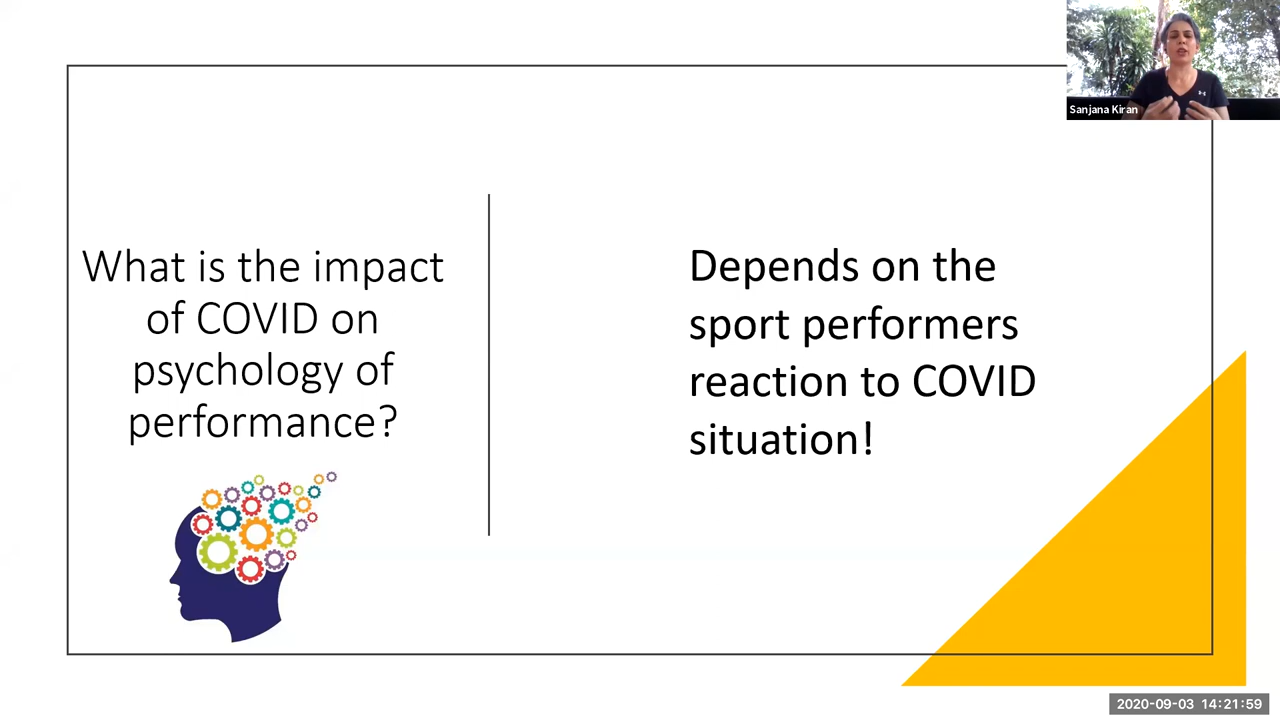 Sanjana Kiran
What is the impact
of COVID on
psychology of
performance?
Depends on the
sport performers
reaction to COVID
situation!
2020-09-03 14:21:59